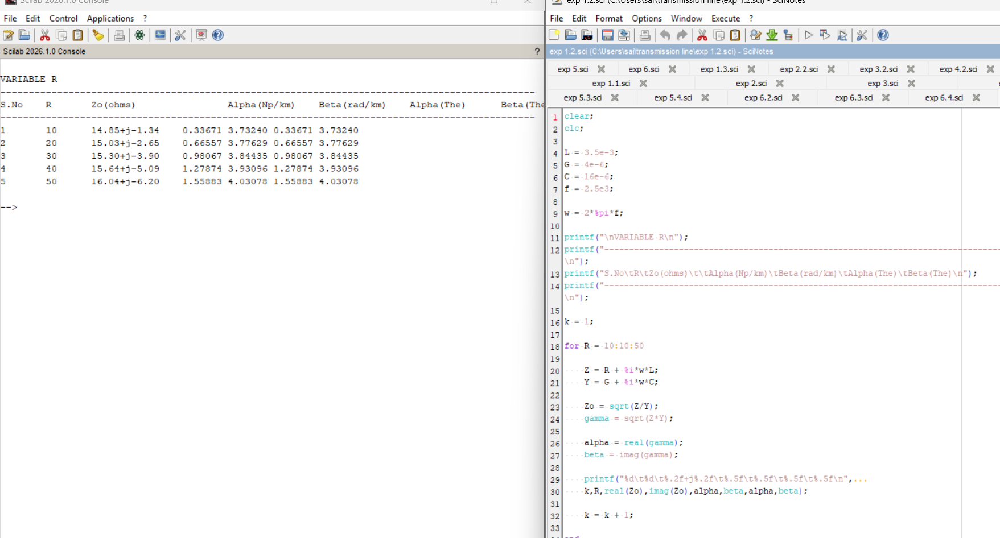 Scilab 2026.1.0 Console
File Edit Control Applications ?
Scilab 2026.1.0 Console ?
VARIABLE R
-----------------------------------------------------------------------------------------------
S.No R Zo(ohms) Alpha(Np/km) Beta(rad/km) Alpha(The) Beta(The
-----------------------------------------------------------------------------------------------
1 10 14.85+j-1.34 0.33671 3.73240 0.33671 3.73240
2 20 15.03+j-2.65 0.66557 3.77629 0.66557 3.77629
3 30 15.30+j-3.90 0.98067 3.84435 0.98067 3.84435
4 40 15.64+j-5.09 1.27874 3.93096 1.27874 3.93096
5 50 16.04+j-6.20 1.55883 4.03078 1.55883 4.03078
-->
exp 1.2.sci (C:\Users\sai\transmission line\exp 1.2.sci) - SciNotes
File Edit Format Options Window Execute ?
exp 1.2.sci (C:\Users\sai\transmission line\exp 1.2.sci) - SciNotes
exp 5.sci exp 6.sci exp 1.3.sci exp 2.2.sci exp 3.2.sci exp 4.2.sci
exp 1.1.sci exp 2.sci exp 3.sci
exp 5.3.sci exp 5.4.sci exp 6.2.sci exp 6.3.sci exp 6.4.sci
1 clear;
2 clc;
3
4 L = 3.5e-3;
5 G = 4e-6;
6 C = 16e-6;
7 f = 2.5e3;
8
9 w = 2*%pi*f;
10
11 printf("\nVARIABLE R\n");
12 printf("--------------------------------------------------------------------------------
\n");
13 printf("S.No\tR\tZo(ohms)\t\tAlpha(Np/km)\tBeta(rad/km)\tAlpha(The)\tBeta(The)\n");
14 printf("--------------------------------------------------------------------------------
\n");
15
16 k = 1;
17
18 for R = 10:10:50
19
20 Z = R + %i*w*L;
21 Y = G + %i*w*C;
22
23 Zo = sqrt(Z/Y);
24 gamma = sqrt(Z*Y);
25
26 alpha = real(gamma);
27 beta = imag(gamma);
28
29 printf("%d\t%d\t%.2f+j%.2f\t%.5f\t%.5f\t%.5f\t%.5f\n",...
30 k,R,real(Zo),imag(Zo),alpha,beta,alpha,beta);
31
32 k = k + 1;
33